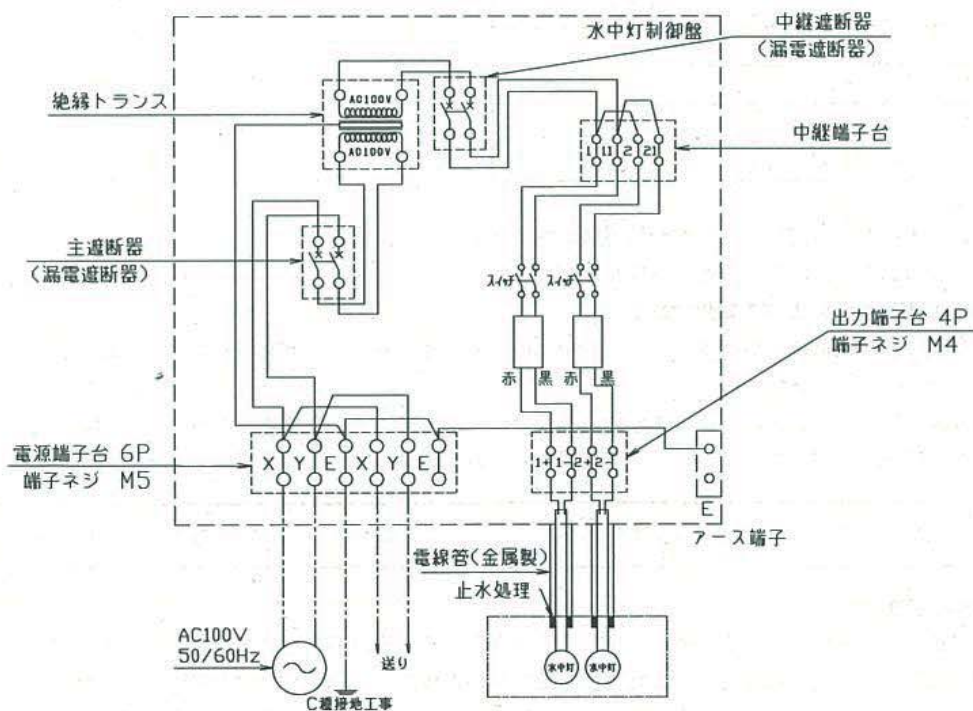 水中灯制御盤
中継遮断器
(漏電遮断器)
絶縁トランス
AC100V
AC100V
中継端子台
1 11 2 21
主遮断器
(漏電遮断器)
スイッチ
スイッチ
出力端子台 4P
端子ネジ M4
赤 黒 赤 黒
電源端子台 6P
端子ネジ M5
X Y E X Y E
1+ 1- 2+ 2-
E
アース端子
電線管(金属製)
止水処理
AC100V
50/60Hz
送り
水中灯
水中灯
C種接地工事